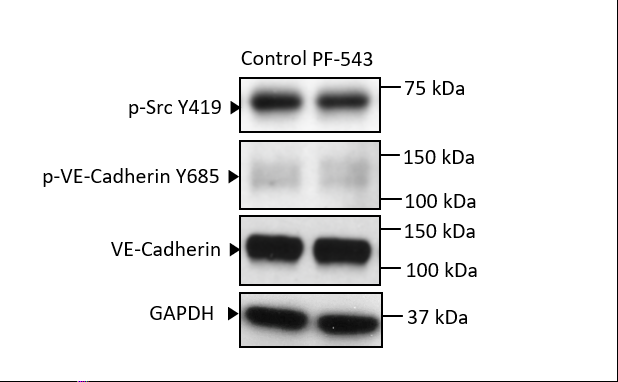 Control PF-543
p-Src Y419
75 kDa
p-VE-Cadherin Y685
150 kDa
100 kDa
VE-Cadherin
150 kDa
100 kDa
GAPDH
37 kDa